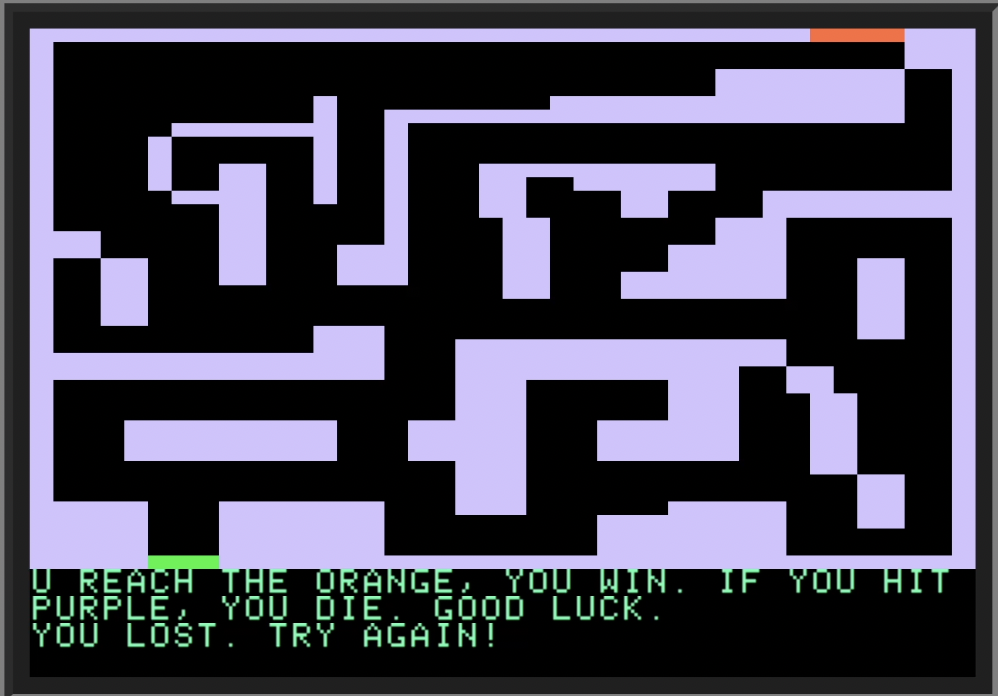 U REACH THE ORANGE, YOU WIN. IF YOU HIT
PURPLE, YOU DIE. GOOD LUCK.
YOU LOST. TRY AGAIN!